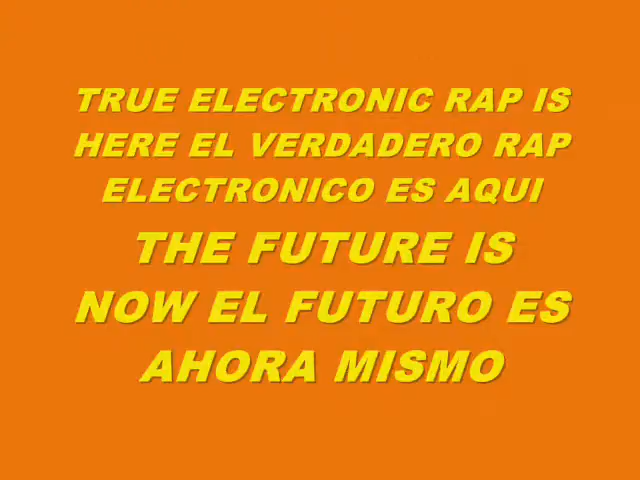 TRUE ELECTRONIC RAP IS
HERE EL VERDADERO RAP
ELECTRONICO ES AQUI
THE FUTURE IS
NOW EL FUTURO ES
AHORA MISMO